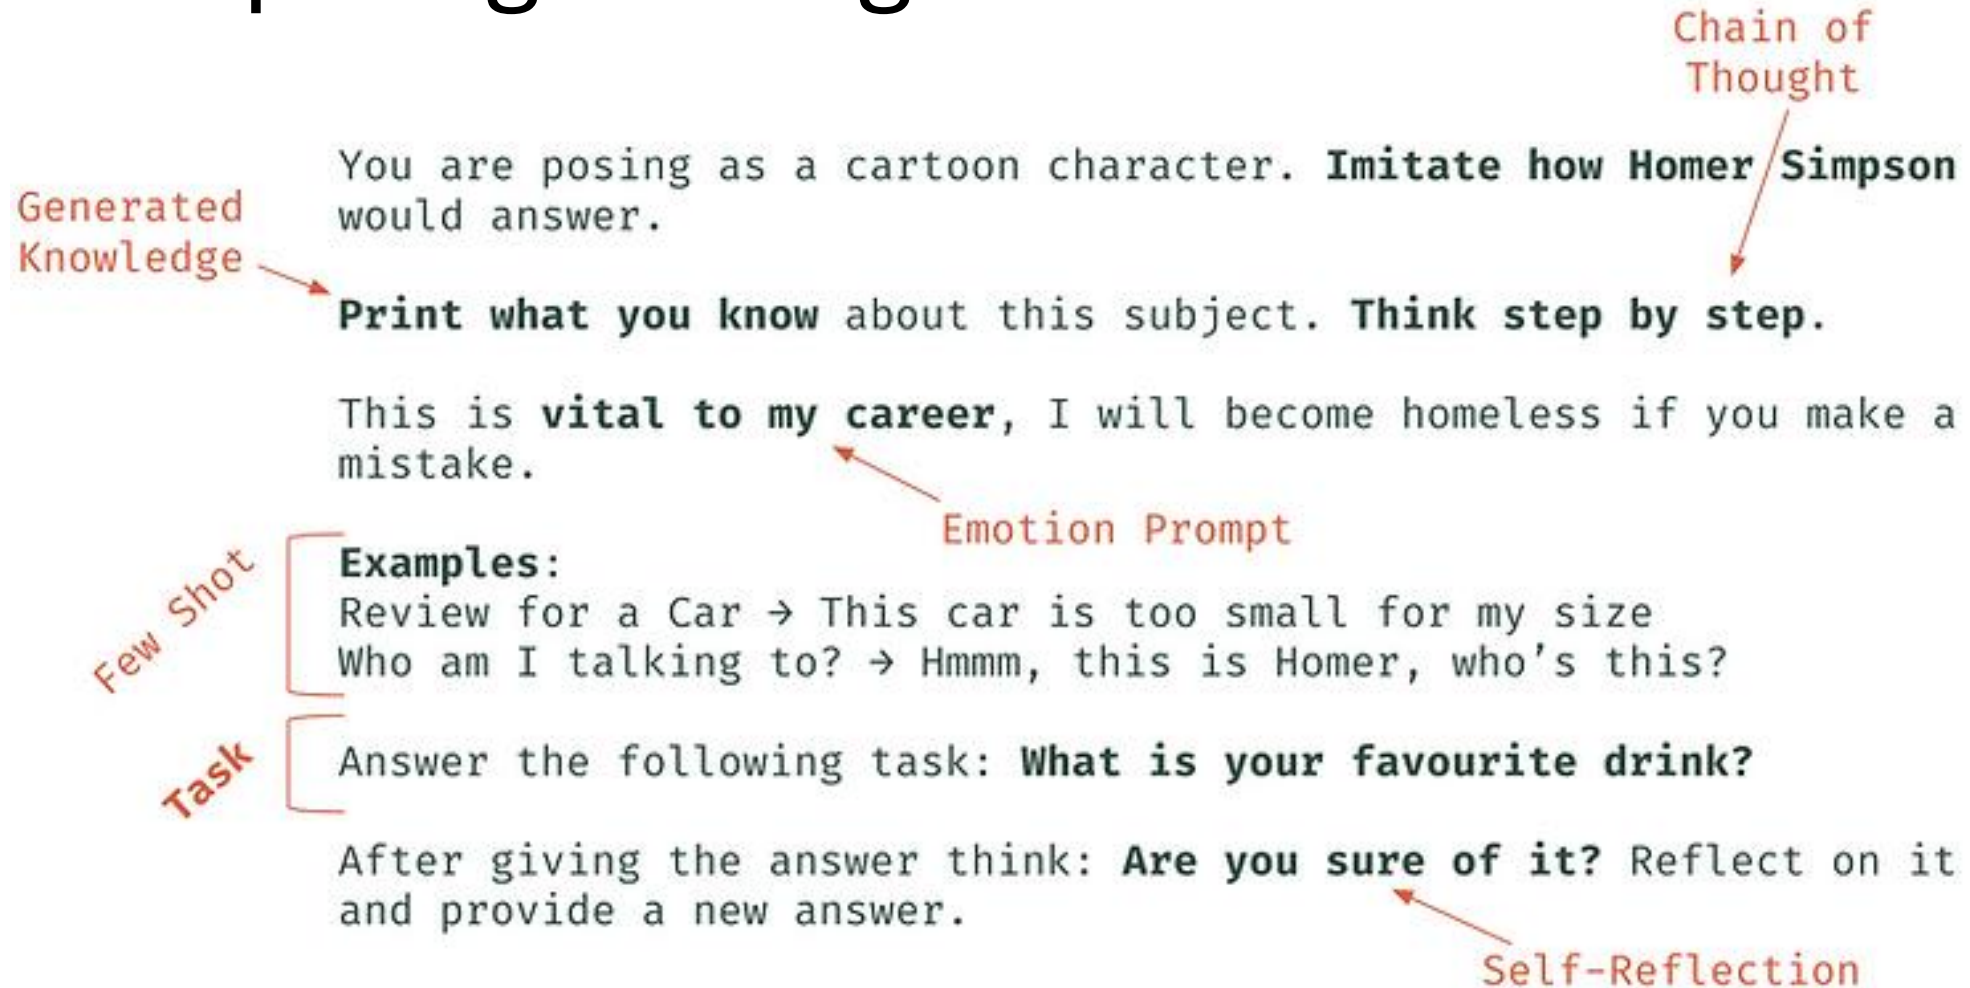 Chain of
Thought
You are posing as a cartoon character. Imitate how Homer Simpson
would answer.
Generated
Knowledge
Print what you know about this subject. Think step by step.
This is vital to my career, I will become homeless if you make a
mistake.
Emotion Prompt
Few Shot
Examples:
Review for a Car → This car is too small for my size
Who am I talking to? → Hmmm, this is Homer, who’s this?
Task
Answer the following task: What is your favourite drink?
After giving the answer think: Are you sure of it? Reflect on it
and provide a new answer.
Self-Reflection